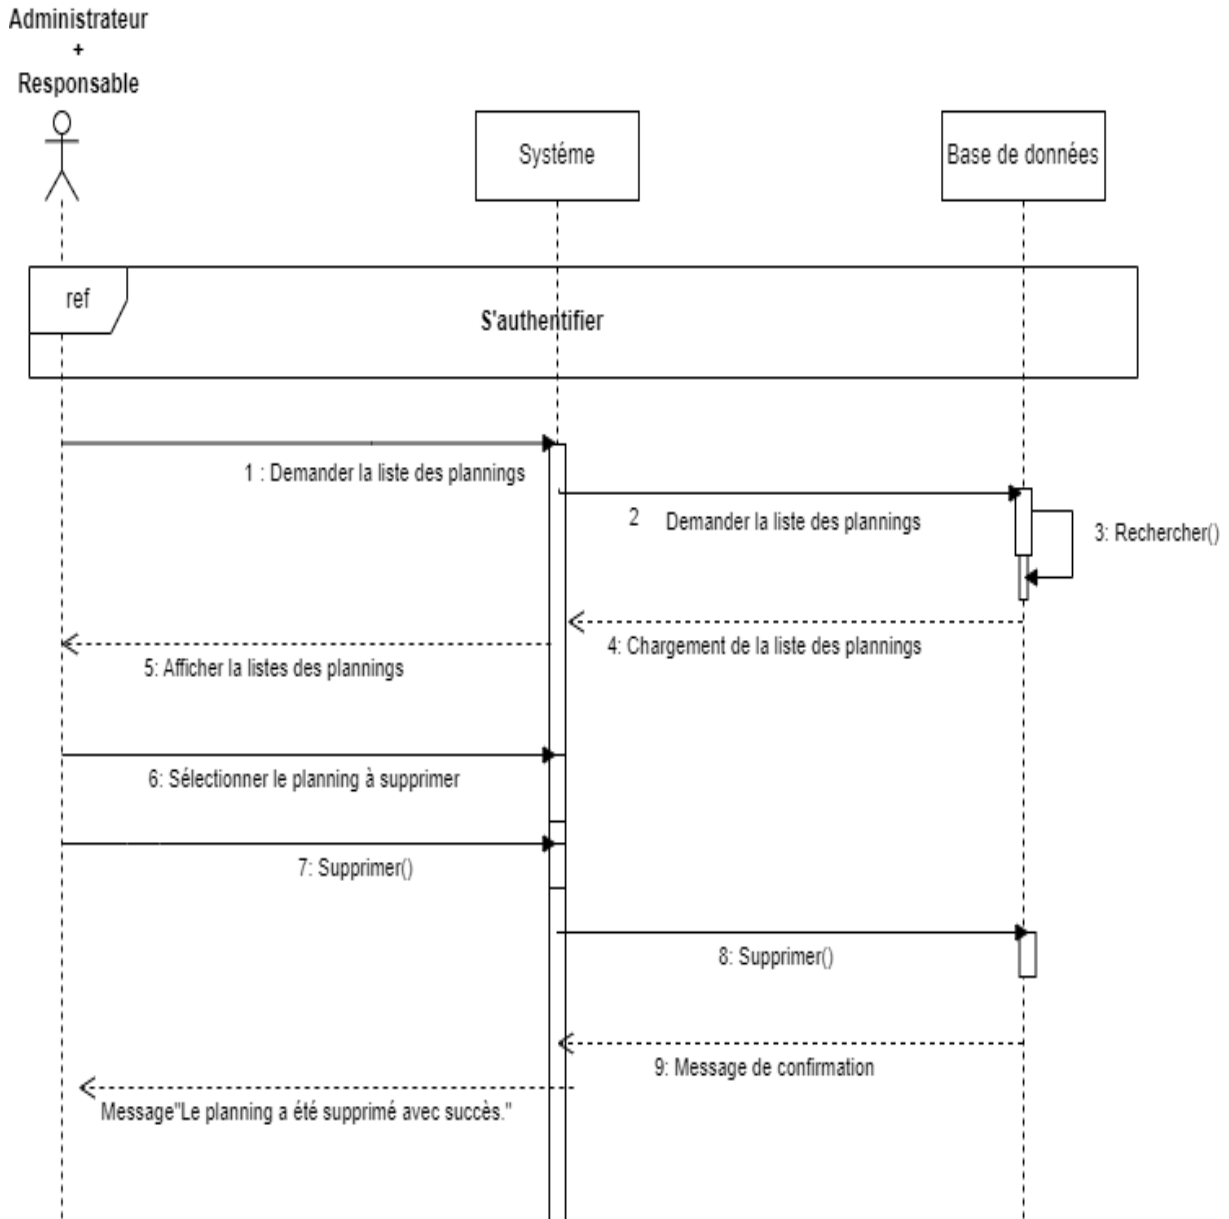 Administrateur
+
Responsable
Systéme
Base de données
ref
S'authentifier
1 : Demander la liste des plannings
2 Demander la liste des plannings
3: Rechercher()
4: Chargement de la liste des plannings
5: Afficher la listes des plannings
6: Sélectionner le planning à supprimer
7: Supprimer()
8: Supprimer()
9: Message de confirmation
Message"Le planning a été supprimé avec succès."